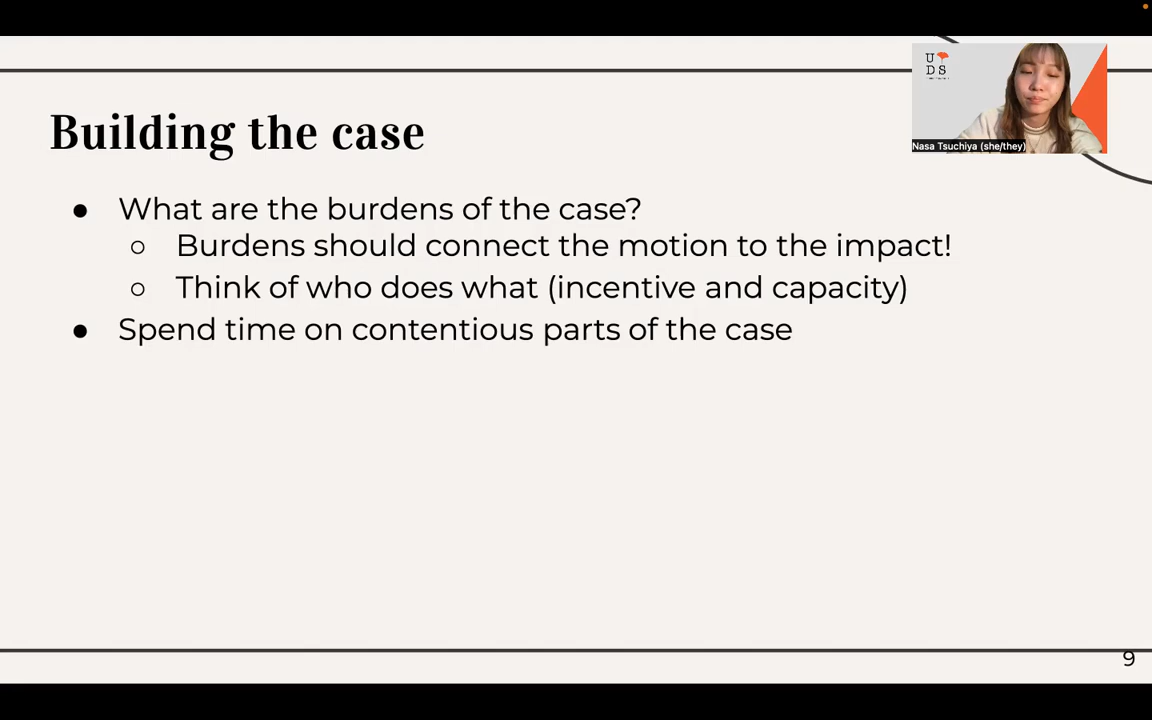 U
DS
Nasa Tsuchiya (she/they)
Building the case
● What are the burdens of the case?
○ Burdens should connect the motion to the impact!
○ Think of who does what (incentive and capacity)
● Spend time on contentious parts of the case
9